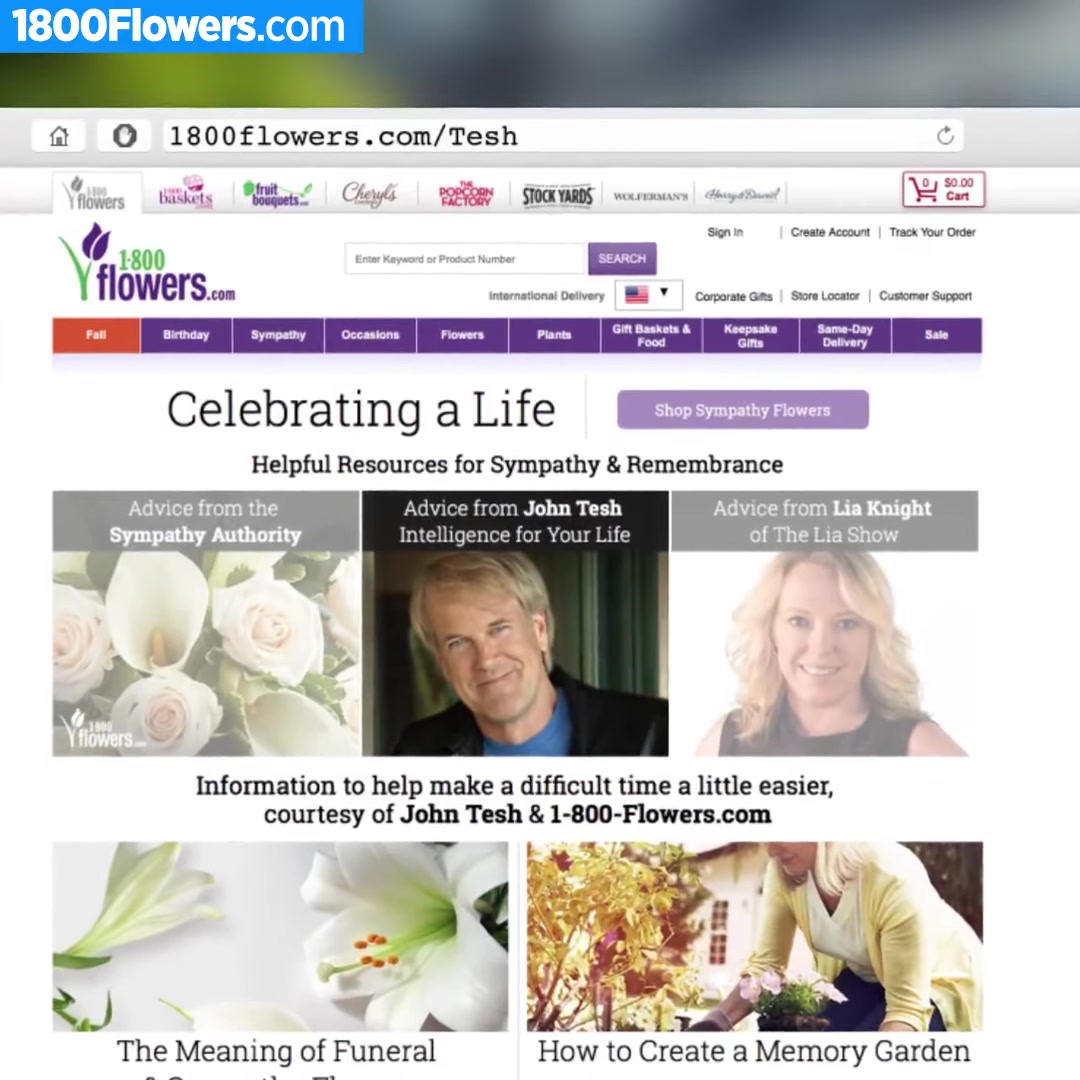 1800Flowers.com
1800flowers.com/Tesh
1-800 flowers
1-800 baskets.com
fruit bouquets.com
Cheryl's
THE POPCORN FACTORY
STOCK YARDS
WOLFERMAN'S
Harry & David
0 $0.00 Cart
Sign In | Create Account | Track Your Order
1-800
flowers.com
Enter Keyword or Product Number
SEARCH
International Delivery
Corporate Gifts | Store Locator | Customer Support
Fall
Birthday
Sympathy
Occasions
Flowers
Plants
Gift Baskets & Food
Keepsake Gifts
Same-Day Delivery
Sale
Celebrating a Life
Shop Sympathy Flowers
Helpful Resources for Sympathy & Remembrance
Advice from the
Sympathy Authority
Advice from John Tesh
Intelligence for Your Life
Advice from Lia Knight
of The Lia Show
1-800
flowers.com
Information to help make a difficult time a little easier,
courtesy of John Tesh & 1-800-Flowers.com
The Meaning of Funeral
How to Create a Memory Garden